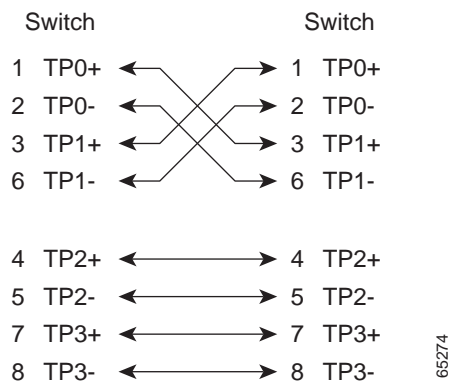 Switch Switch
1 TP0+ 1 TP0+
2 TP0- 2 TP0-
3 TP1+ 3 TP1+
6 TP1- 6 TP1-
4 TP2+ 4 TP2+
5 TP2- 5 TP2-
7 TP3+ 7 TP3+
8 TP3- 8 TP3-
65274